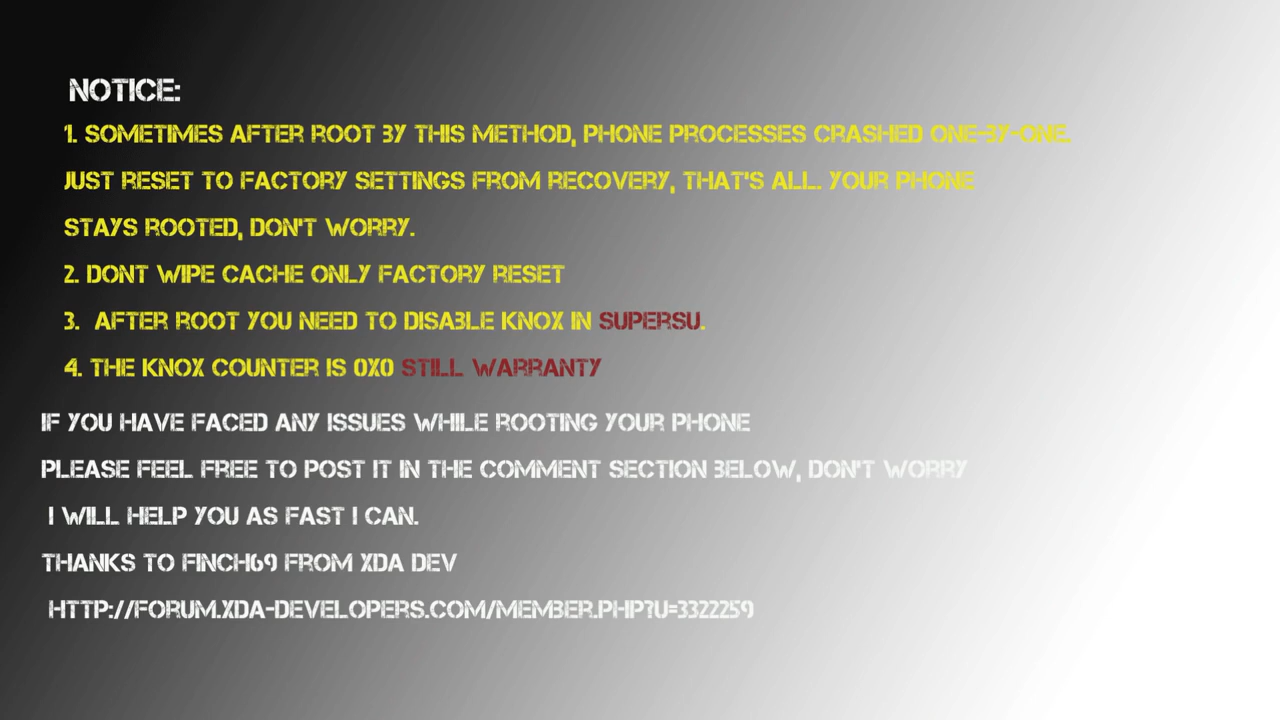 NOTICE:
1. SOMETIMES AFTER ROOT BY THIS METHOD, PHONE PROCESSES CRASHED ONE-BY-ONE.
JUST RESET TO FACTORY SETTINGS FROM RECOVERY, THAT'S ALL. YOUR PHONE
STAYS ROOTED, DON'T WORRY.
2. DONT WIPE CACHE ONLY FACTORY RESET
3. AFTER ROOT YOU NEED TO DISABLE KNOX IN SUPERSU.
4. THE KNOX COUNTER IS 0X0 STILL WARRANTY
IF YOU HAVE FACED ANY ISSUES WHILE ROOTING YOUR PHONE
PLEASE FEEL FREE TO POST IT IN THE COMMENT SECTION BELOW, DON'T WORRY
I WILL HELP YOU AS FAST I CAN.
THANKS TO FINCH69 FROM XDA DEV
HTTP://FORUM.XDA-DEVELOPERS.COM/MEMBER.PHP?U=3322259